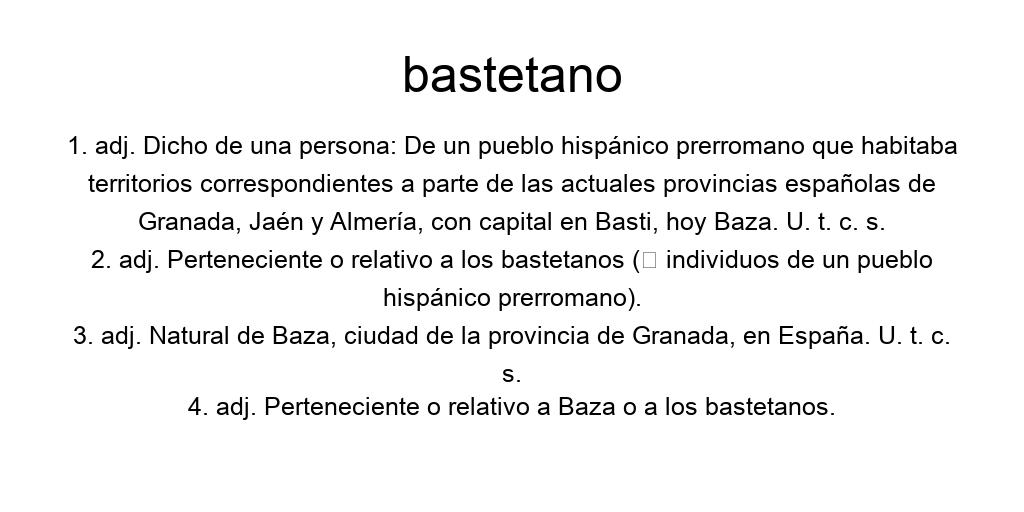 bastetano
1. adj. Dicho de una persona: De un pueblo hispánico prerromano que habitaba
territorios correspondientes a parte de las actuales provincias españolas de
Granada, Jaén y Almería, con capital en Basti, hoy Baza. U. t. c. s.
2. adj. Perteneciente o relativo a los bastetanos (□ individuos de un pueblo
hispánico prerromano).
3. adj. Natural de Baza, ciudad de la provincia de Granada, en España. U. t. c.
s.
4. adj. Perteneciente o relativo a Baza o a los bastetanos.